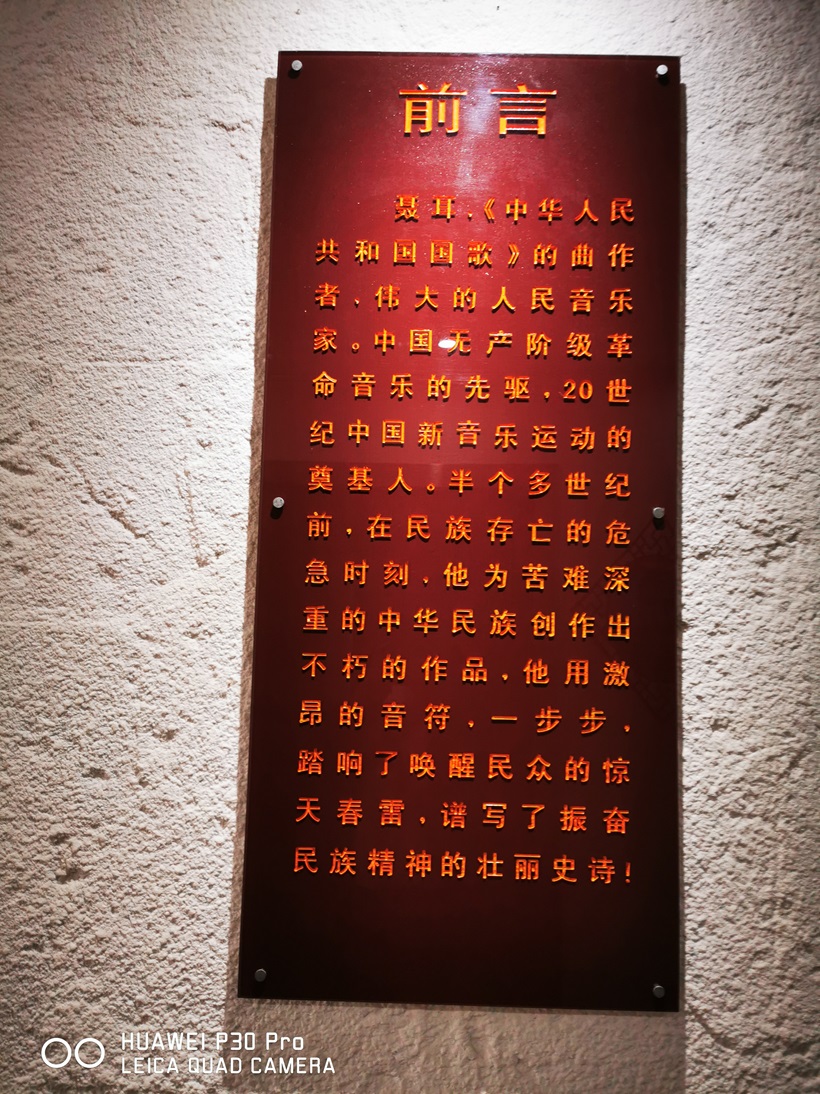 前言
聂耳,《中华人民
共和国国歌》的曲作
者、伟大的人民音乐
家。中国无产阶级革
命音乐的先驱,20世
纪中国新音乐运动的
奠基人。半个多世纪
前,在民族存亡的危
急时刻,他为苦难深
重的中华民族创作出
不朽的作品,他用激
昂的音符,一步步,
踏响了唤醒民众的惊
天春雷,谱写了振奋
民族精神的壮丽史诗!
HUAWEI P30 Pro
LEICA QUAD CAMERA